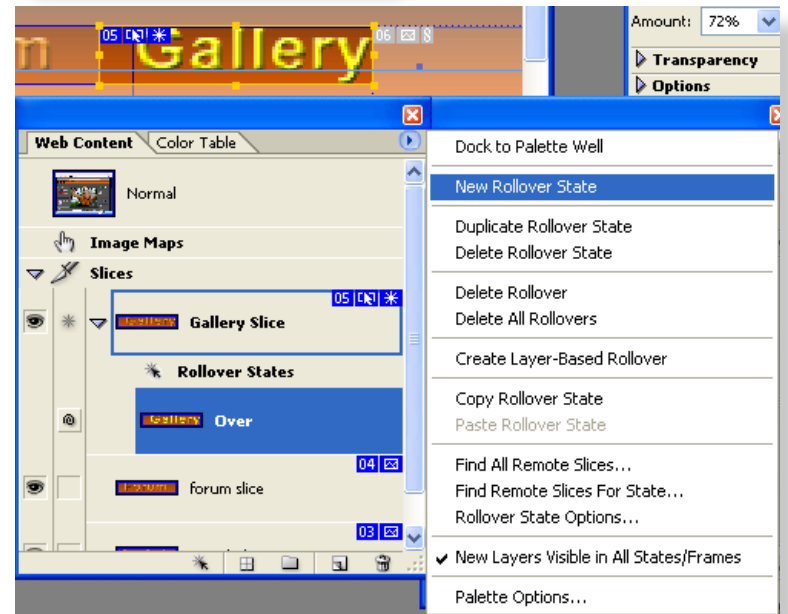 m
05
Gallery
06
Amount: 72%
Transparency
Options
Web Content
Color Table
Normal
Image Maps
Slices
05
Gallery Gallery Slice
Rollover States
Gallery Over
04
Forum forum slice
03
Dock to Palette Well
New Rollover State
Duplicate Rollover State
Delete Rollover State
Delete Rollover
Delete All Rollovers
Create Layer-Based Rollover
Copy Rollover State
Paste Rollover State
Find All Remote Slices...
Find Remote Slices For State...
Rollover State Options...
New Layers Visible in All States/Frames
Palette Options...